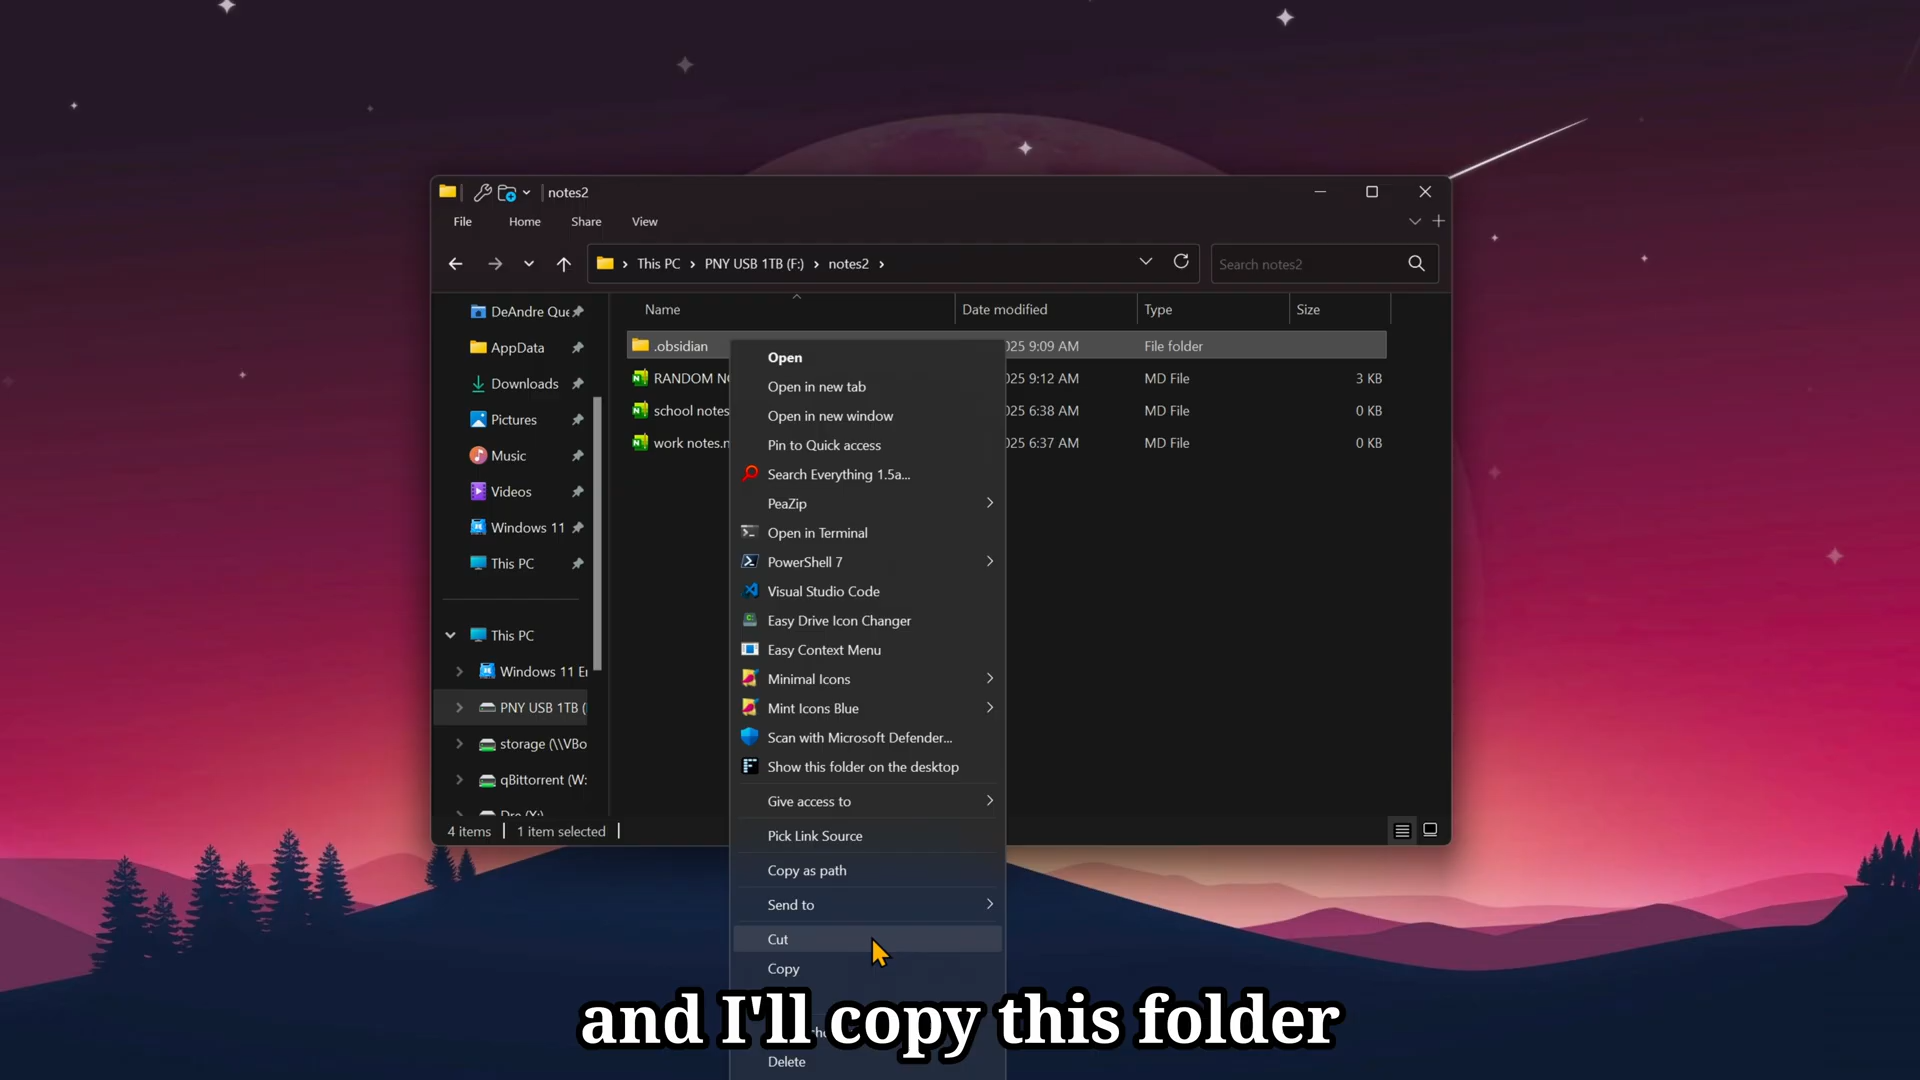 notes2
File Home Share View
This PC PNY USB 1TB (F:) notes2
Search notes2
Name Date modified Type Size
DeAndre Que
AppData
Downloads
Pictures
Music
Videos
Windows 11
This PC
This PC
Windows 11 E
PNY USB 1TB (
storage (\\VBo
qBittorrent (W:
Dre (X:)
.obsidian 025 9:09 AM File folder
RANDOM NO 025 9:12 AM MD File 3 KB
school notes 025 6:38 AM MD File 0 KB
work notes.m 025 6:37 AM MD File 0 KB
Open
Open in new tab
Open in new window
Pin to Quick access
Search Everything 1.5a...
PeaZip
Open in Terminal
PowerShell 7
Visual Studio Code
Easy Drive Icon Changer
Easy Context Menu
Minimal Icons
Mint Icons Blue
Scan with Microsoft Defender...
Show this folder on the desktop
Give access to
Pick Link Source
Copy as path
Send to
Cut
Copy
Delete
4 items 1 item selected
and I'll copy this folder